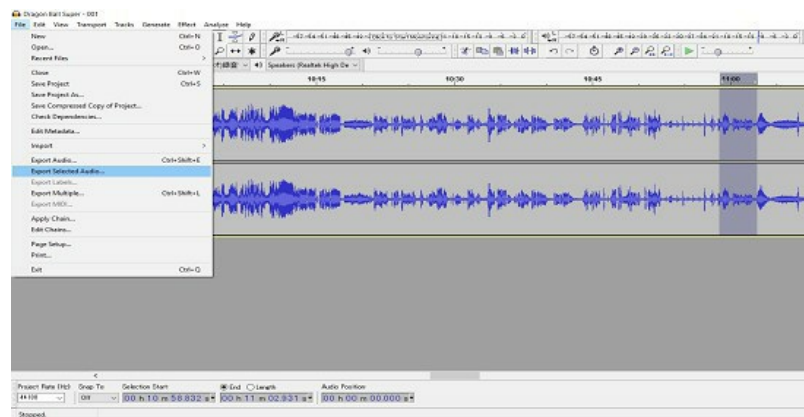 Dragon Bait Super - 001
File Edit View Transport Tracks Generate Effect Analyze Help
New Ctrl+N
Open... Ctrl+O
Recent Files >
Close Ctrl+W
Save Project Ctrl+S
Save Project As...
Save Compressed Copy of Project...
Check Dependencies...
Edit Metadata...
Import >
Export Audio... Ctrl+Shift+E
Export Selected Audio...
Export Labels...
Export Multiple... Ctrl+Shift+L
Export MIDI...
Apply Chain...
Edit Chains...
Page Setup...
Print...
Exit Ctrl+Q
Click to Start Monitoring
Speakers (Realtek High De
10:15 10:30 10:45 11:00
Project Rate (Hz) Snap To Selection Start End Length Audio Position
44100 Off 00 h 10 m 58.832 s 00 h 11 m 02.931 s 00 h 00 m 00.000 s
Stopped.